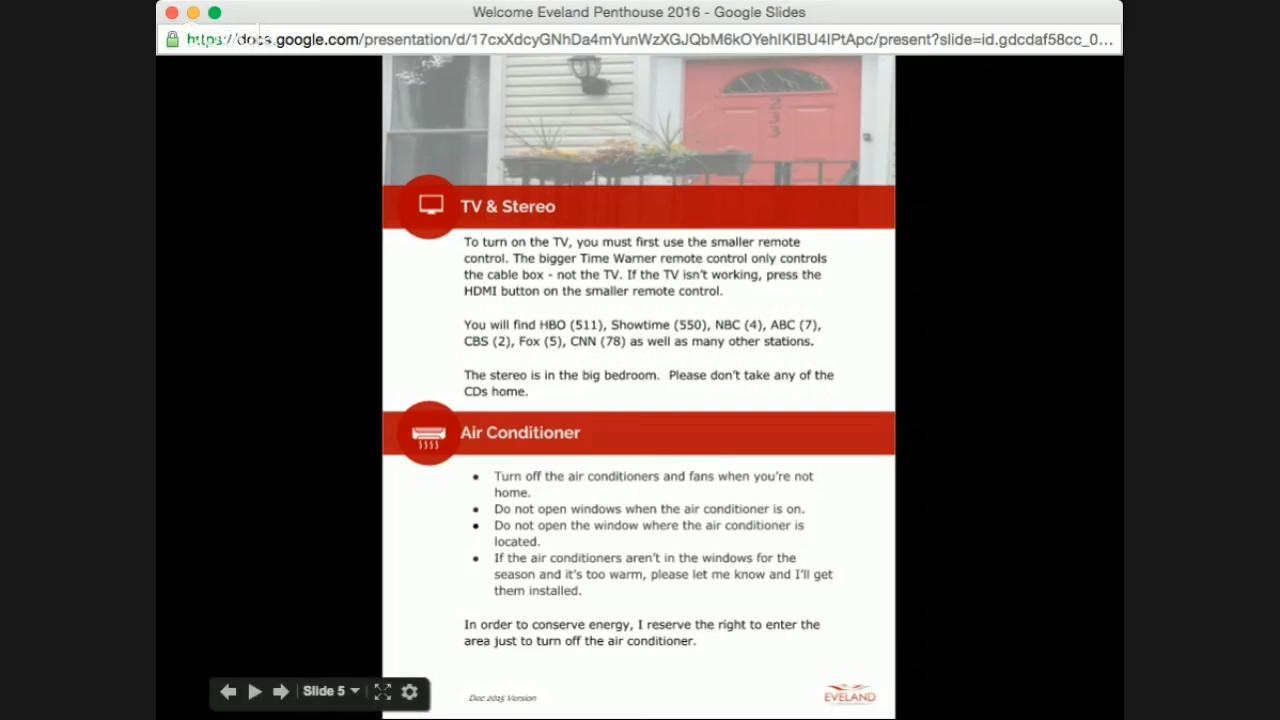 Welcome Eveland Penthouse 2016 - Google Slides
https://docs.google.com/presentation/d/17cxXdcyGNhDa4mYunWzXGJQbM6kOYehIKIBU4lPtApc/present?slide=id.gdcdaf58cc_0...
233
TV & Stereo
To turn on the TV, you must first use the smaller remote
control. The bigger Time Warner remote control only controls
the cable box - not the TV. If the TV isn't working, press the
HDMI button on the smaller remote control.
You will find HBO (511), Showtime (550), NBC (4), ABC (7),
CBS (2), Fox (5), CNN (78) as well as many other stations.
The stereo is in the big bedroom. Please don't take any of the
CDs home.
Air Conditioner
• Turn off the air conditioners and fans when you're not
home.
• Do not open windows when the air conditioner is on.
• Do not open the window where the air conditioner is
located.
• If the air conditioners aren't in the windows for the
season and it's too warm, please let me know and I'll get
them installed.
In order to conserve energy, I reserve the right to enter the
area just to turn off the air conditioner.
Slide 5
Dec 2015 Version
EVELAND